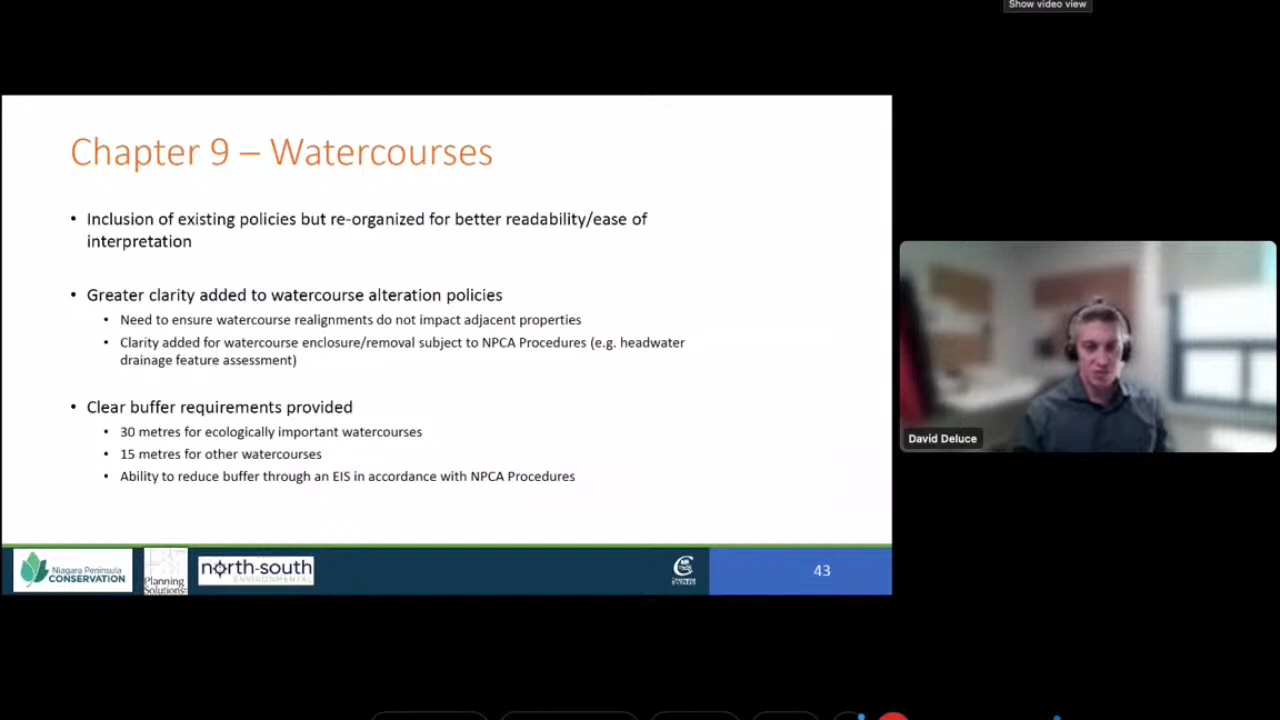 Show video view
Chapter 9 – Watercourses
• Inclusion of existing policies but re-organized for better readability/ease of
interpretation
• Greater clarity added to watercourse alteration policies
• Need to ensure watercourse realignments do not impact adjacent properties
• Clarity added for watercourse enclosure/removal subject to NPCA Procedures (e.g. headwater
drainage feature assessment)
• Clear buffer requirements provided
• 30 metres for ecologically important watercourses
• 15 metres for other watercourses
• Ability to reduce buffer through an EIS in accordance with NPCA Procedures
David Deluce
Niagara Peninsula
CONSERVATION
Planning
Solutions
north-south
ENVIRONMENTAL
43